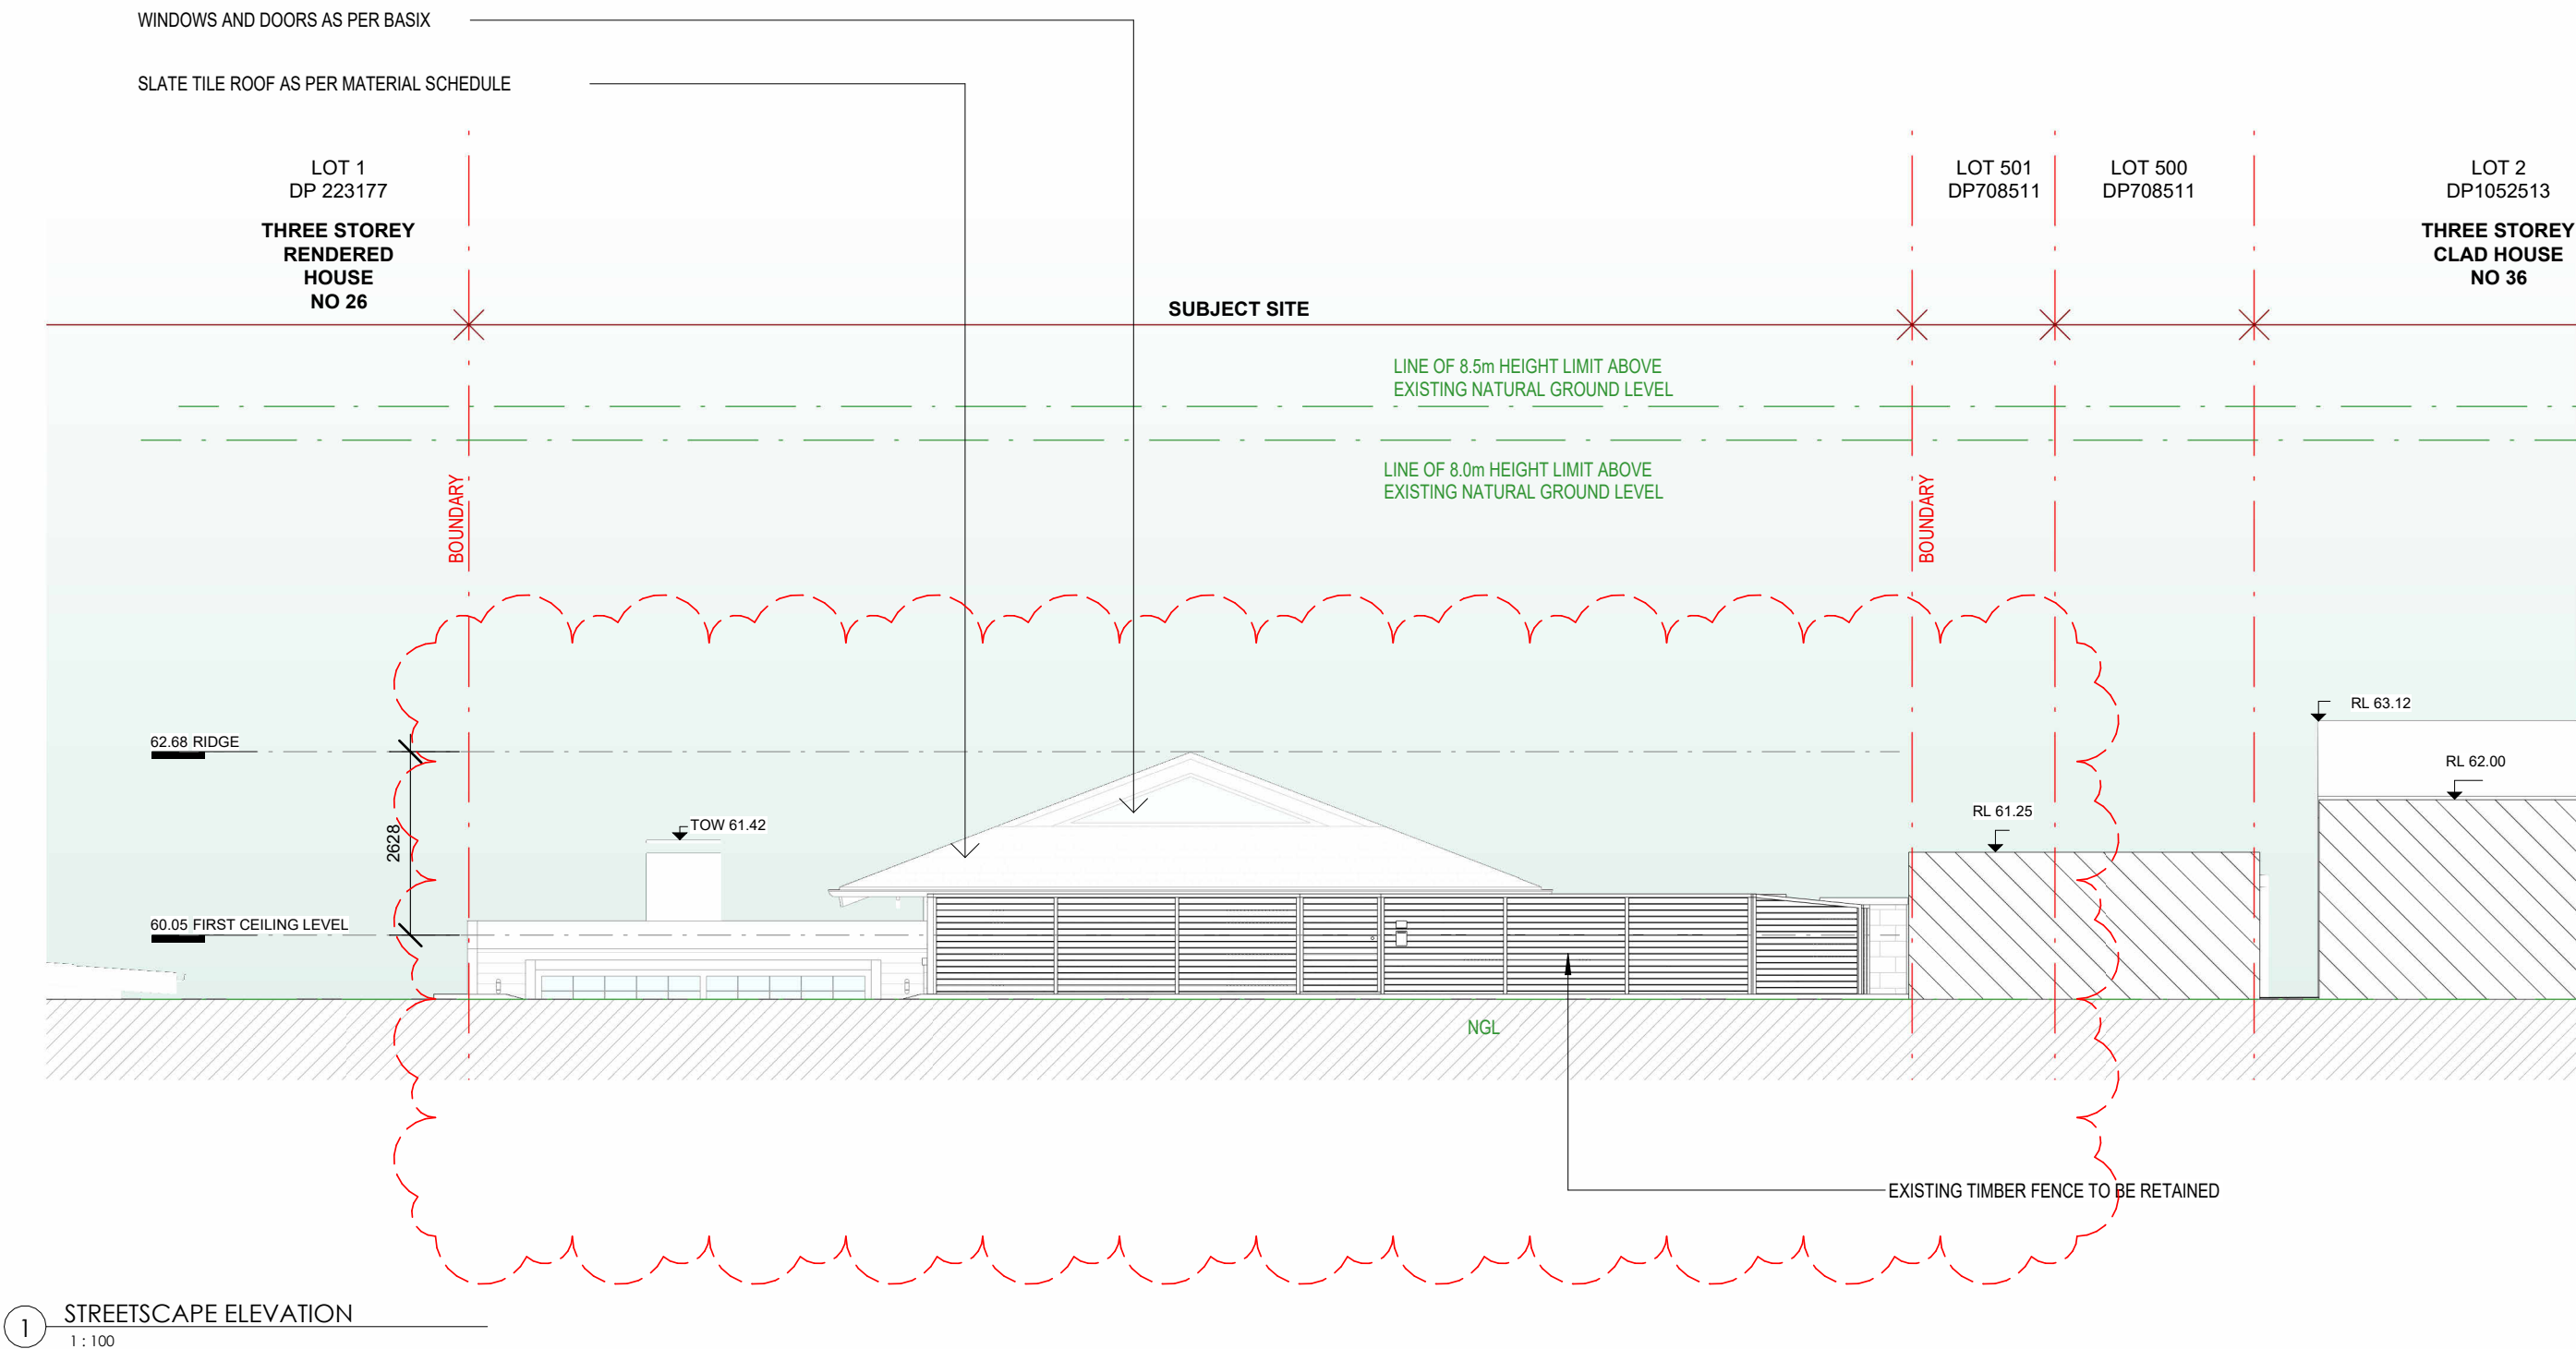 WINDOWS AND DOORS AS PER BASIX
SLATE TILE ROOF AS PER MATERIAL SCHEDULE
LOT 1
DP 223177
THREE STOREY
RENDERED
HOUSE
NO 26
LOT 501
DP708511
LOT 500
DP708511
LOT 2
DP1052513
THREE STOREY
CLAD HOUSE
NO 36
SUBJECT SITE
LINE OF 8.5m HEIGHT LIMIT ABOVE
EXISTING NATURAL GROUND LEVEL
LINE OF 8.0m HEIGHT LIMIT ABOVE
EXISTING NATURAL GROUND LEVEL
BOUNDARY
BOUNDARY
RL 63.12
62.68 RIDGE
RL 62.00
RL 61.25
TOW 61.42
2628
60.05 FIRST CEILING LEVEL
NGL
EXISTING TIMBER FENCE TO BE RETAINED
1
STREETSCAPE ELEVATION
1 : 100